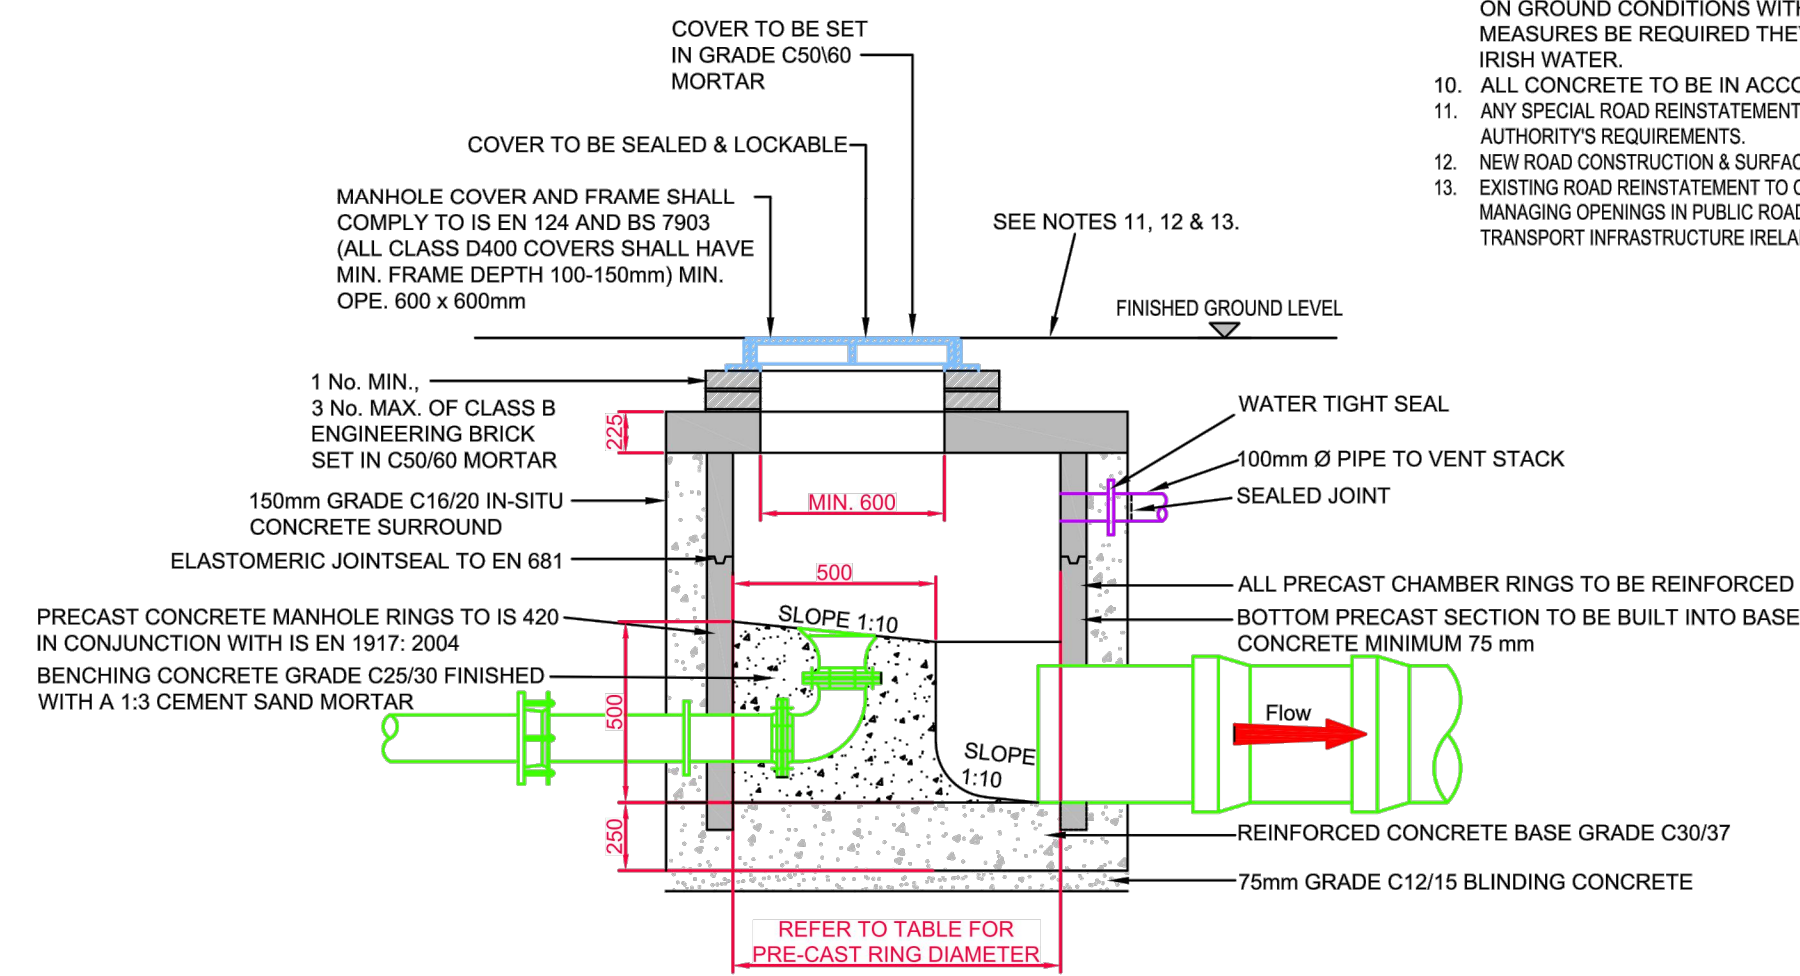 COVER TO BE SET
IN GRADE C50\60
MORTAR
COVER TO BE SEALED & LOCKABLE
MANHOLE COVER AND FRAME SHALL
COMPLY TO IS EN 124 AND BS 7903
(ALL CLASS D400 COVERS SHALL HAVE
MIN. FRAME DEPTH 100-150mm) MIN.
OPE. 600 x 600mm
SEE NOTES 11, 12 & 13.
FINISHED GROUND LEVEL
ON GROUND CONDITIONS WITH
MEASURES BE REQUIRED THEY
IRISH WATER.
10. ALL CONCRETE TO BE IN ACCO
11. ANY SPECIAL ROAD REINSTATEMENT
AUTHORITY'S REQUIREMENTS.
12. NEW ROAD CONSTRUCTION & SURFAC
13. EXISTING ROAD REINSTATEMENT TO C
MANAGING OPENINGS IN PUBLIC ROAD
TRANSPORT INFRASTRUCTURE IRELA
1 No. MIN.,
3 No. MAX. OF CLASS B
ENGINEERING BRICK
SET IN C50/60 MORTAR
225
150mm GRADE C16/20 IN-SITU
CONCRETE SURROUND
MIN. 600
WATER TIGHT SEAL
100mm Ø PIPE TO VENT STACK
SEALED JOINT
ELASTOMERIC JOINTSEAL TO EN 681
500
ALL PRECAST CHAMBER RINGS TO BE REINFORCED
PRECAST CONCRETE MANHOLE RINGS TO IS 420
IN CONJUNCTION WITH IS EN 1917: 2004
SLOPE 1:10
BOTTOM PRECAST SECTION TO BE BUILT INTO BASE
CONCRETE MINIMUM 75 mm
BENCHING CONCRETE GRADE C25/30 FINISHED
WITH A 1:3 CEMENT SAND MORTAR
500
Flow
SLOPE
1:10
250
REINFORCED CONCRETE BASE GRADE C30/37
75mm GRADE C12/15 BLINDING CONCRETE
REFER TO TABLE FOR
PRE-CAST RING DIAMETER